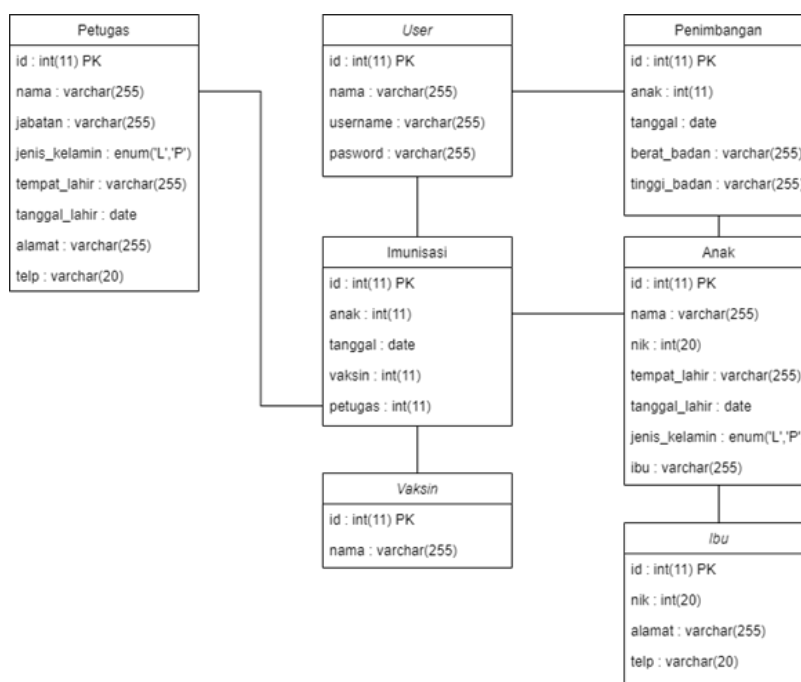 Petugas
id : int(11) PK
nama : varchar(255)
jabatan : varchar(255)
jenis_kelamin : enum('L','P')
tempat_lahir : varchar(255)
tanggal_lahir : date
alamat : varchar(255)
telp : varchar(20)
User
id : int(11) PK
nama : varchar(255)
username : varchar(255)
pasword : varchar(255)
Penimbangan
id : int(11) PK
anak : int(11)
tanggal : date
berat_badan : varchar(255)
tinggi_badan : varchar(255)
Imunisasi
id : int(11) PK
anak : int(11)
tanggal : date
vaksin : int(11)
petugas : int(11)
Anak
id : int(11) PK
nama : varchar(255)
nik : int(20)
tempat_lahir : varchar(255)
tanggal_lahir : date
jenis_kelamin : enum('L','P'
ibu : varchar(255)
Vaksin
id : int(11) PK
nama : varchar(255)
Ibu
id : int(11) PK
nik : int(20)
alamat : varchar(255)
telp : varchar(20)